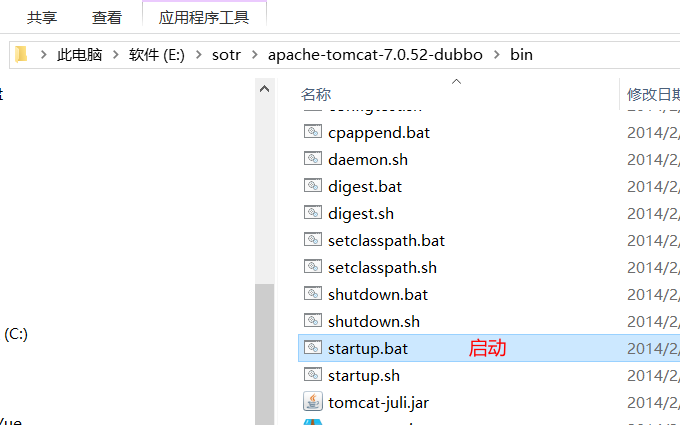 共享 查看 应用程序工具
此电脑 > 软件 (E:) > sotr > apache-tomcat-7.0.52-dubbo > bin
名称 修改日期
cpappend.bat 2014/2/
daemon.sh 2014/2/
digest.bat 2014/2/
digest.sh 2014/2/
setclasspath.bat 2014/2/
setclasspath.sh 2014/2/
shutdown.bat 2014/2/
shutdown.sh 2014/2/
(C:)
startup.bat 启动 2014/2/
startup.sh 2014/2/
tomcat-juli.jar 2014/2/